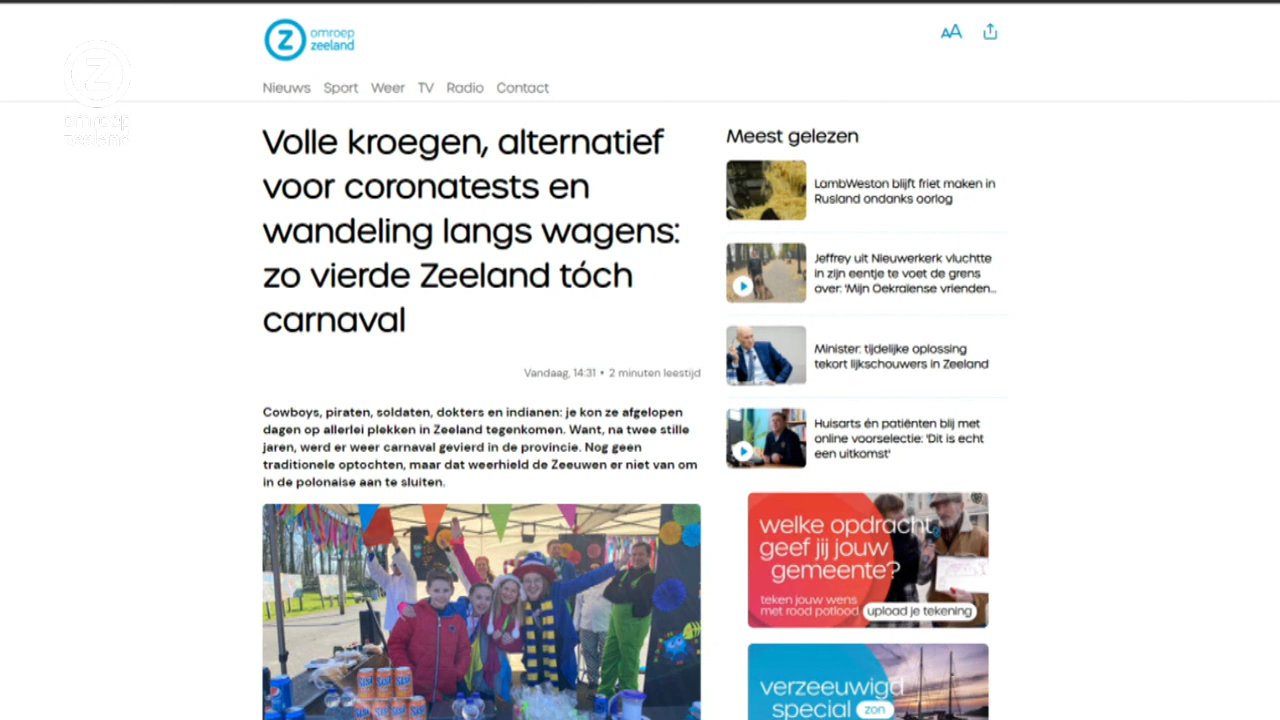 omroep
zeeland
omroep
zeeland
Nieuws Sport Weer TV Radio Contact
Volle kroegen, alternatief
voor coronatests en
wandeling langs wagens:
zo vierde Zeeland tóch
carnaval
Vandaag, 14:31 • 2 minuten leestijd
Cowboys, piraten, soldaten, dokters en indianen: je kon ze afgelopen
dagen op allerlei plekken in Zeeland tegenkomen. Want, na twee stille
jaren, werd er weer carnaval gevierd in de provincie. Nog geen
traditionele optochten, maar dat weerhield de Zeeuwen er niet van om
in de polonaise aan te sluiten.
Meest gelezen
LambWeston blijft friet maken in
Rusland ondanks oorlog
Jeffrey uit Nieuwerkerk vluchtte
in zijn eentje te voet de grens
over: 'Mijn Oekraïense vrienden...
Minister: tijdelijke oplossing
tekort lijkschouwers in Zeeland
Huisarts én patiënten blij met
online voorselectie: 'Dit is echt
een uitkomst'
welke opdracht
geef jij jouw
gemeente?
teken jouw wens
met rood potlood upload je tekening
verzeeuwigd
special zon